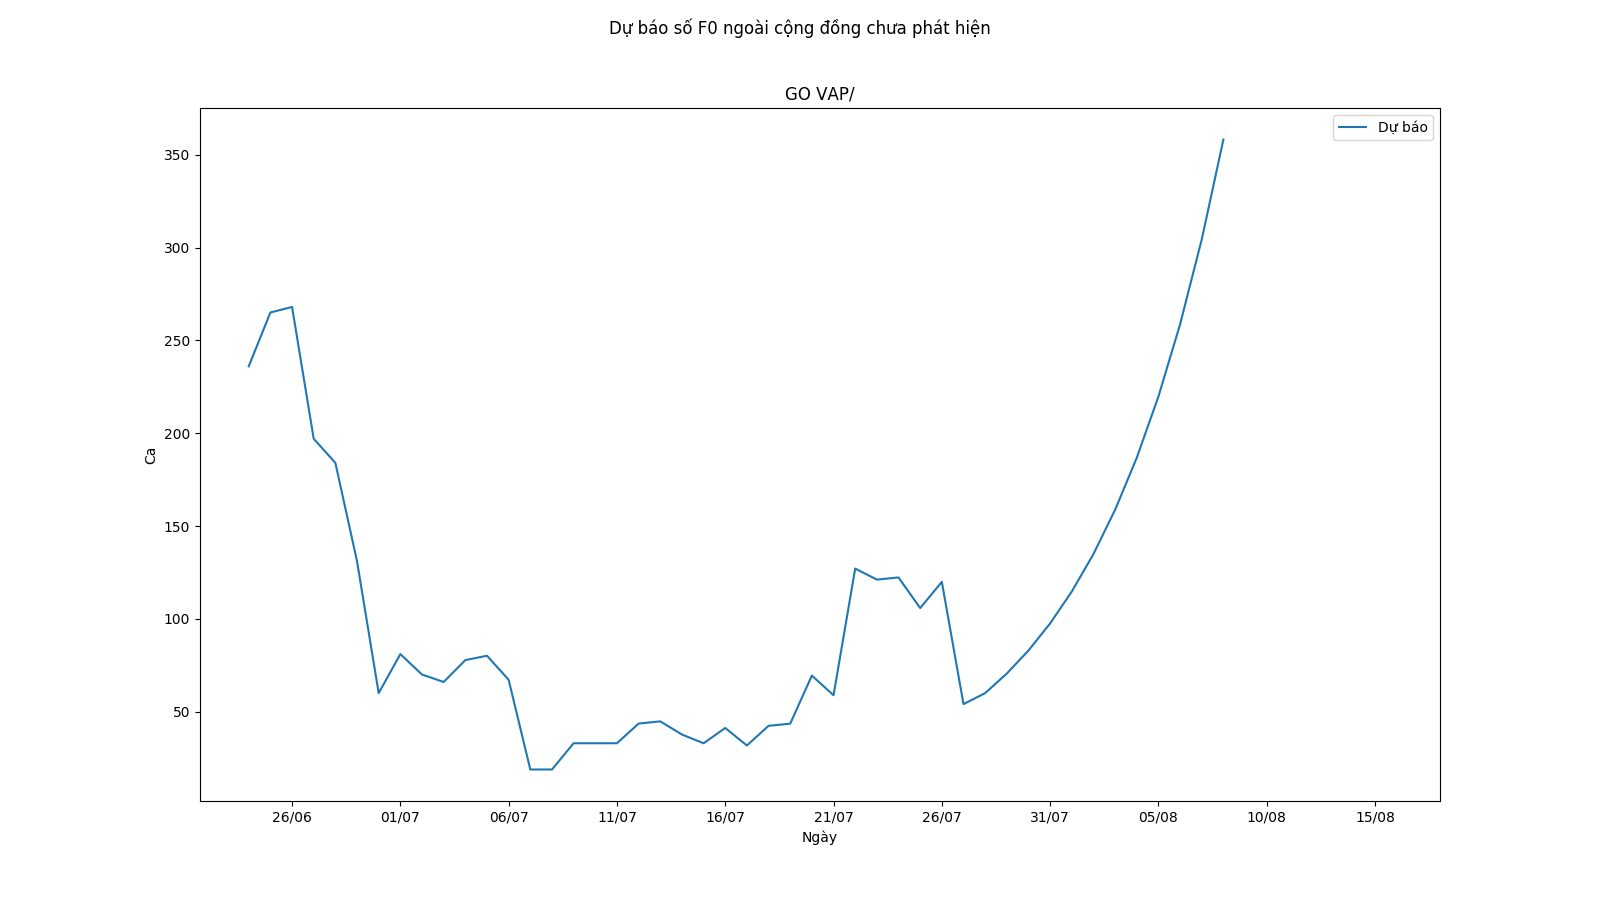 Dự báo số F0 ngoài cộng đồng chưa phát hiện
GO VAP/
Dự báo
350
300
250
200
150
100
50
Ca
26/06 01/07 06/07 11/07 16/07 21/07 26/07 31/07 05/08 10/08 15/08
Ngày